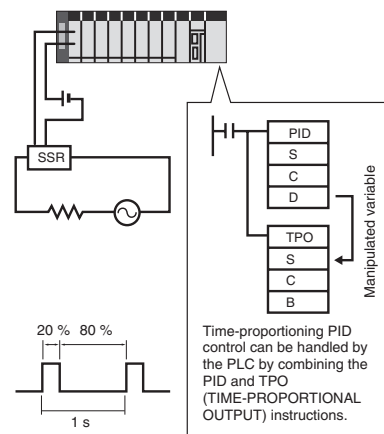 SSR
PID
S
C
D
TPO
S
C
B
Manipulated variable
20 % 80 %
1 s
Time-proportioning PID
control can be handled by
the PLC by combining the
PID and TPO
(TIME-PROPORTIONAL
OUTPUT) instructions.